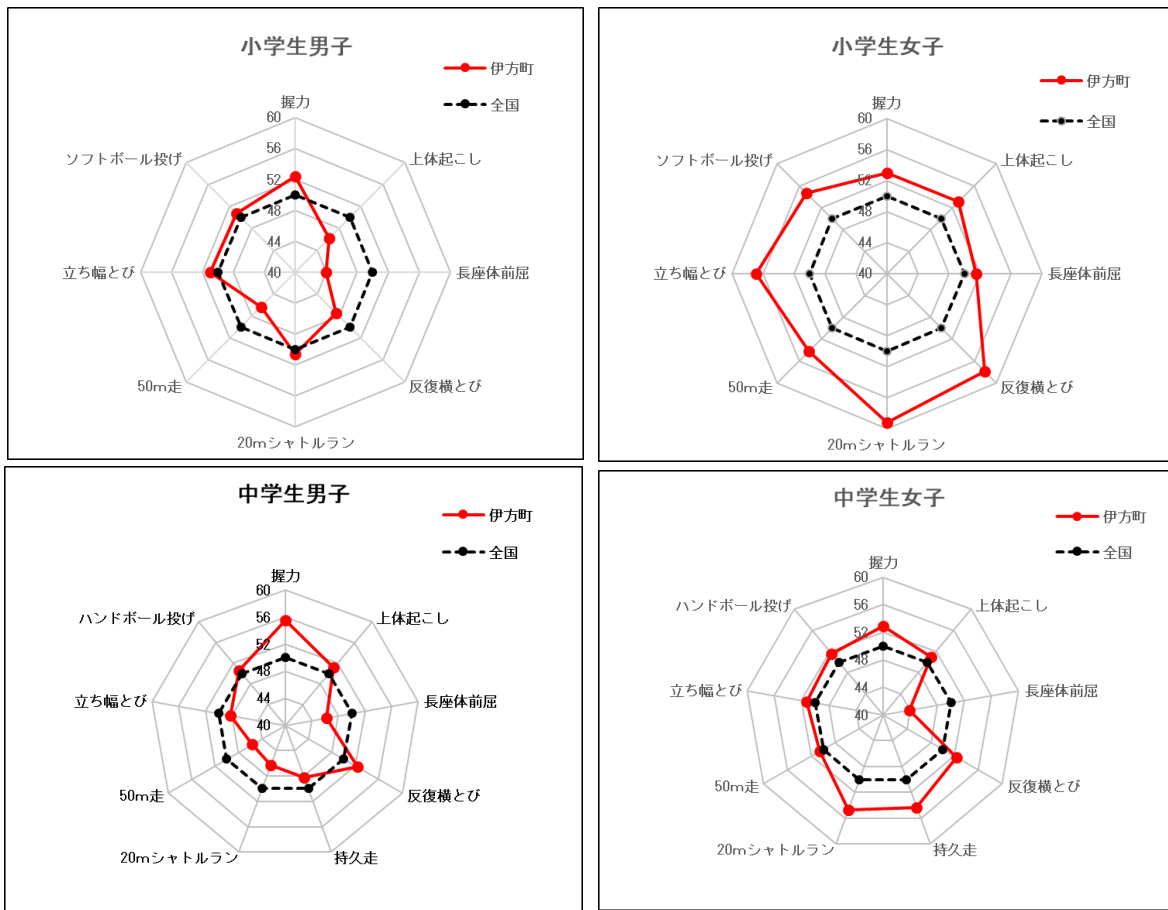 小学生男子
伊方町
全国
握力
上体起こし
長座体前屈
反復横とび
20mシャトルラン
50m走
立ち幅とび
ソフトボール投げ
60
56
52
48
44
40
小学生女子
伊方町
全国
握力
上体起こし
長座体前屈
反復横とび
20mシャトルラン
50m走
立ち幅とび
ソフトボール投げ
60
56
52
48
44
40
中学生男子
伊方町
全国
握力
上体起こし
長座体前屈
反復横とび
持久走
20mシャトルラン
50m走
立ち幅とび
ハンドボール投げ
60
56
52
48
44
40
中学生女子
伊方町
全国
握力
上体起こし
長座体前屈
反復横とび
持久走
20mシャトルラン
50m走
立ち幅とび
ハンドボール投げ
60
56
52
48
44
40